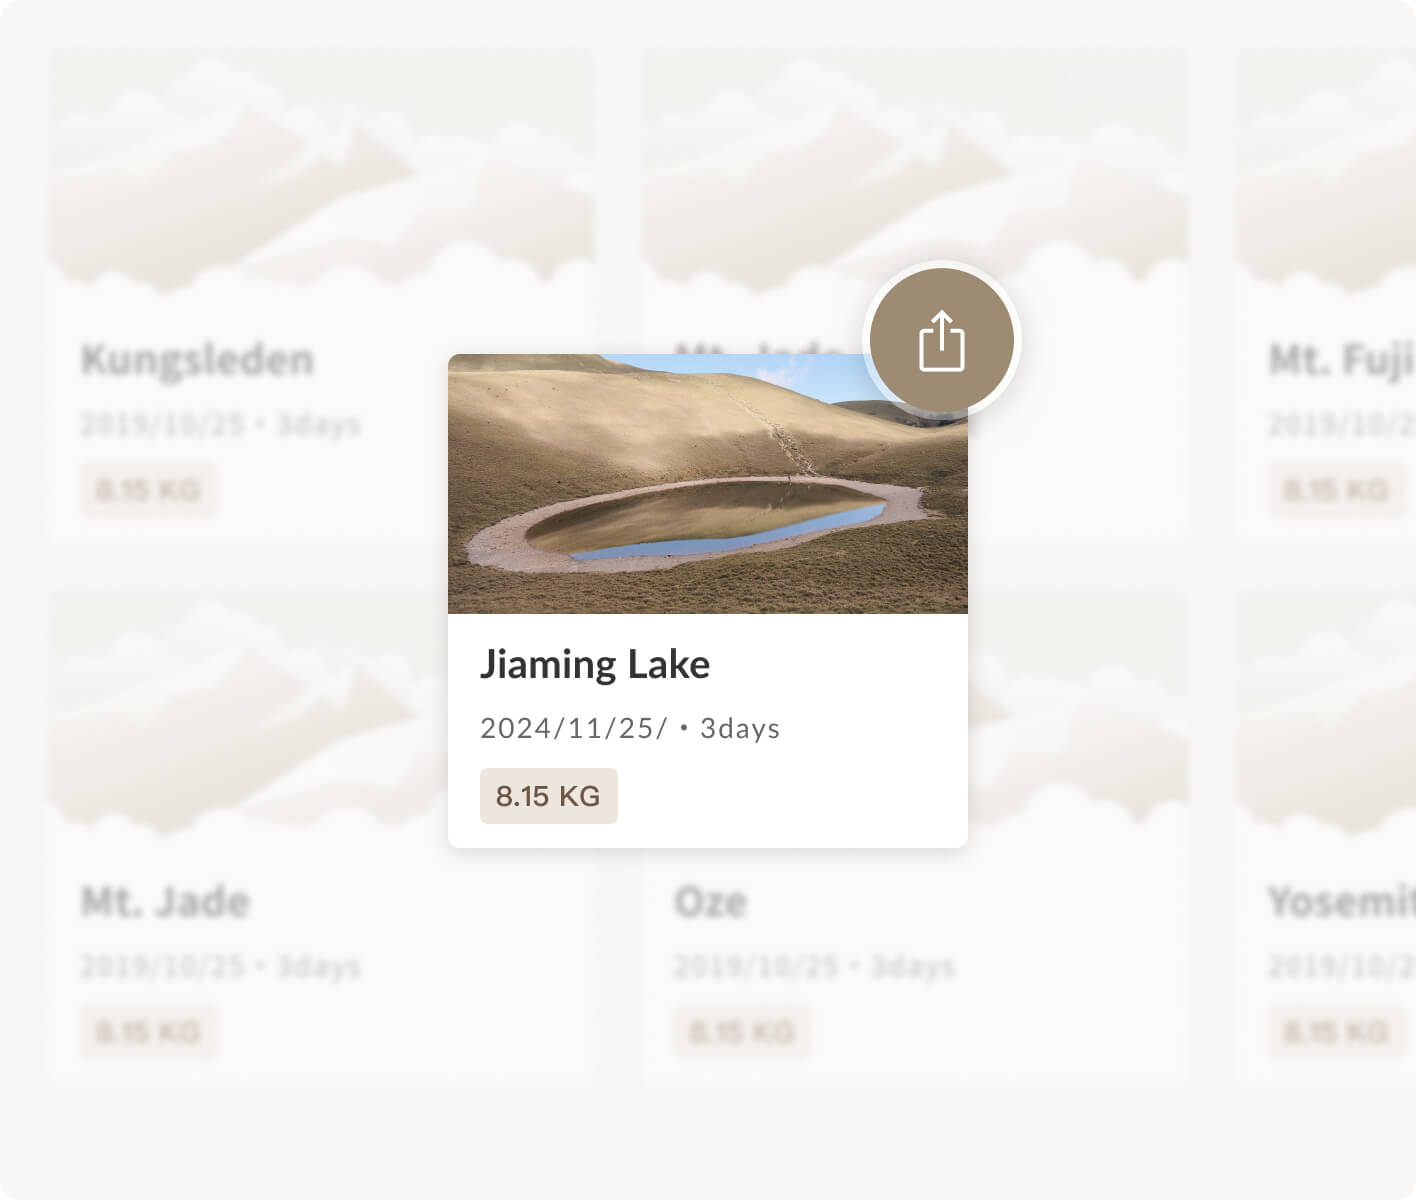 Kungsleden
2019/10/25 • 3days
8.15 KG
Mt. Jade
Mt. Fuji
2019/10/2
8.15 KG
Jiaming Lake
2024/11/25/ • 3days
8.15 KG
Mt. Jade
2019/10/25 • 3days
8.15 KG
Oze
2019/10/25 • 3days
8.15 KG
Yosemit
2019/10/2
8.15 KG